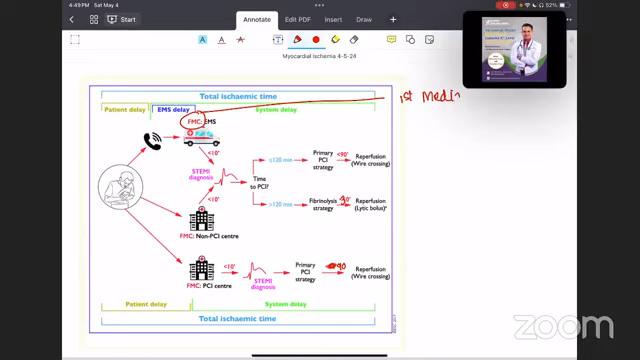 4:49 PM Sat May 4
52%
Start
Annotate
Edit PDF
Insert
Draw
Myocardial Ischemia 4-5-24
Total ischaemic time
Patient delay
EMS delay
System delay
1st Medi
FMC: EMS
<10'
STEMI
diagnosis
<10'
Time
to PCI?
≤120 min
Primary
PCI
strategy
<90'
Reperfusion
(Wire crossing)
>120 min
Fibrinolysis
strategy
Reperfusion
(Lytic bolus)
FMC: Non-PCI centre
FMC: PCI centre
<10'
STEMI
diagnosis
Primary
PCI
strategy
90
Reperfusion
(Wire crossing)
Patient delay
System delay
Total ischaemic time
zoom